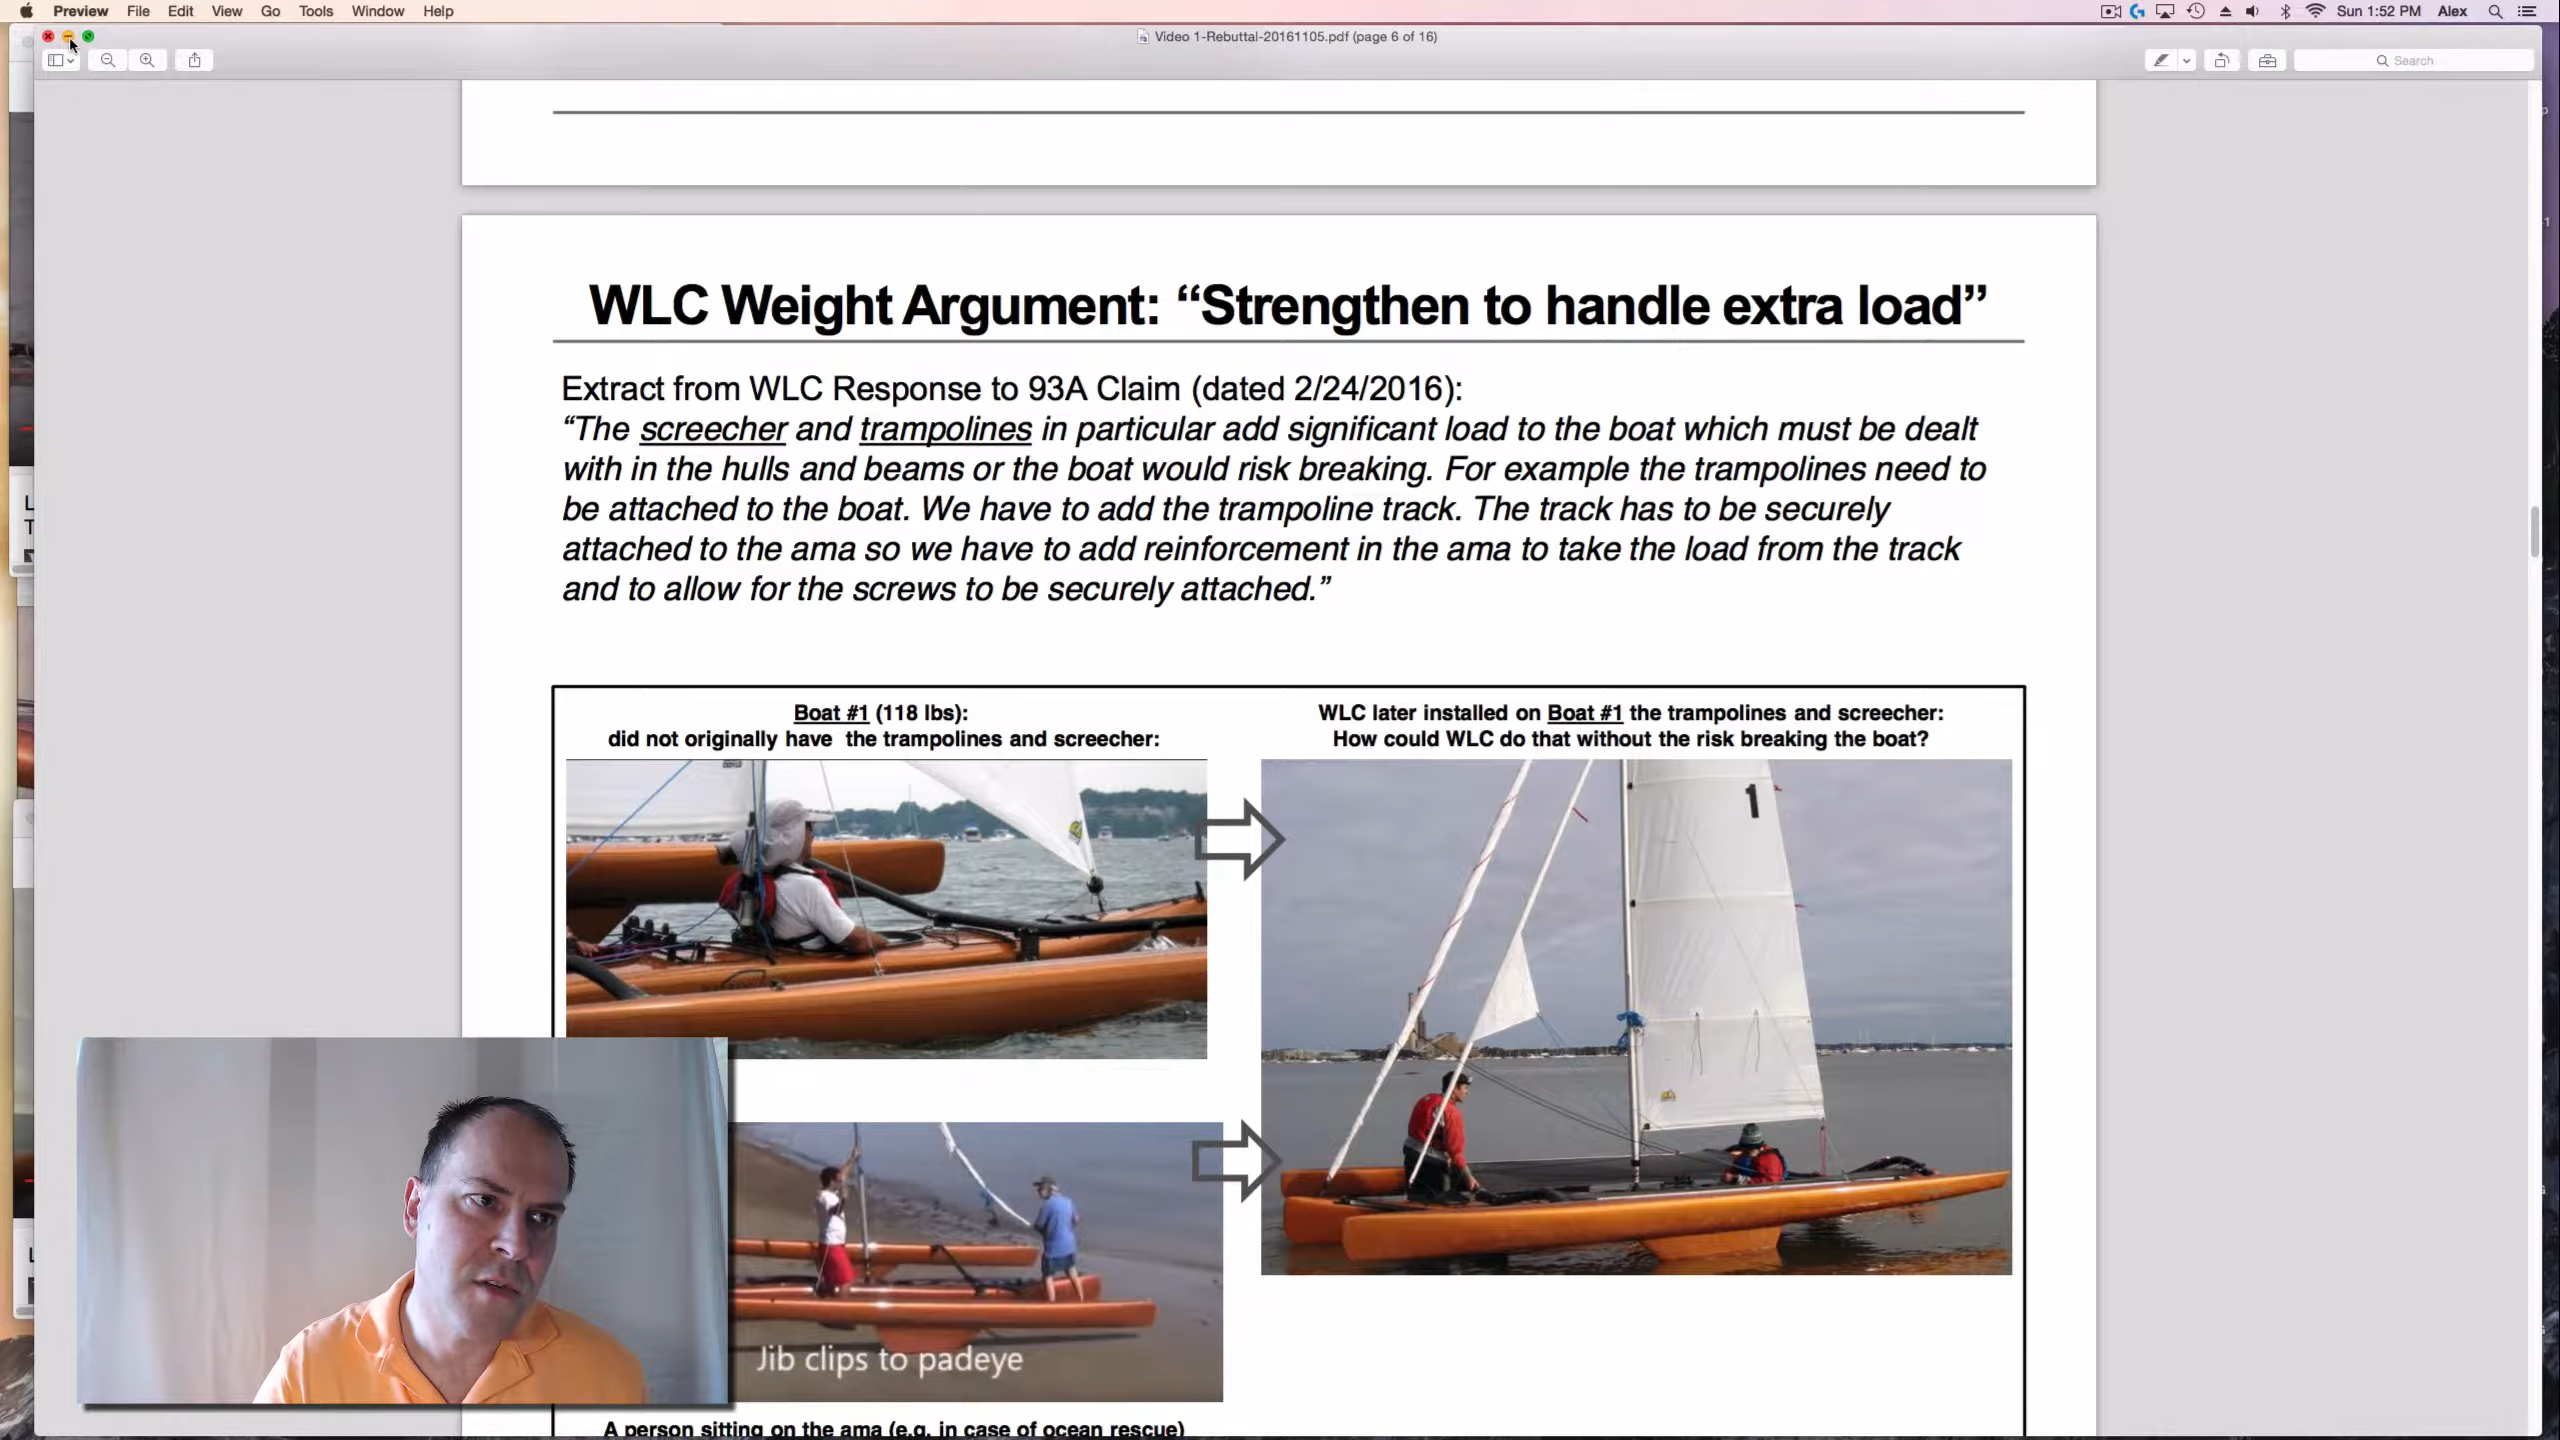 Preview File Edit View Go Tools Window Help
Sun 1:52 PM Alex
Video 1-Rebuttal-20161105.pdf (page 6 of 16)
Search
WLC Weight Argument: “Strengthen to handle extra load”
Extract from WLC Response to 93A Claim (dated 2/24/2016):
“The screecher and trampolines in particular add significant load to the boat which must be dealt
with in the hulls and beams or the boat would risk breaking. For example the trampolines need to
be attached to the boat. We have to add the trampoline track. The track has to be securely
attached to the ama so we have to add reinforcement in the ama to take the load from the track
and to allow for the screws to be securely attached.”
Boat #1 (118 lbs):
did not originally have the trampolines and screecher:
WLC later installed on Boat #1 the trampolines and screecher:
How could WLC do that without the risk breaking the boat?
1
Jib clips to padeye
A person sitting on the ama (e.g. in case of ocean rescue)